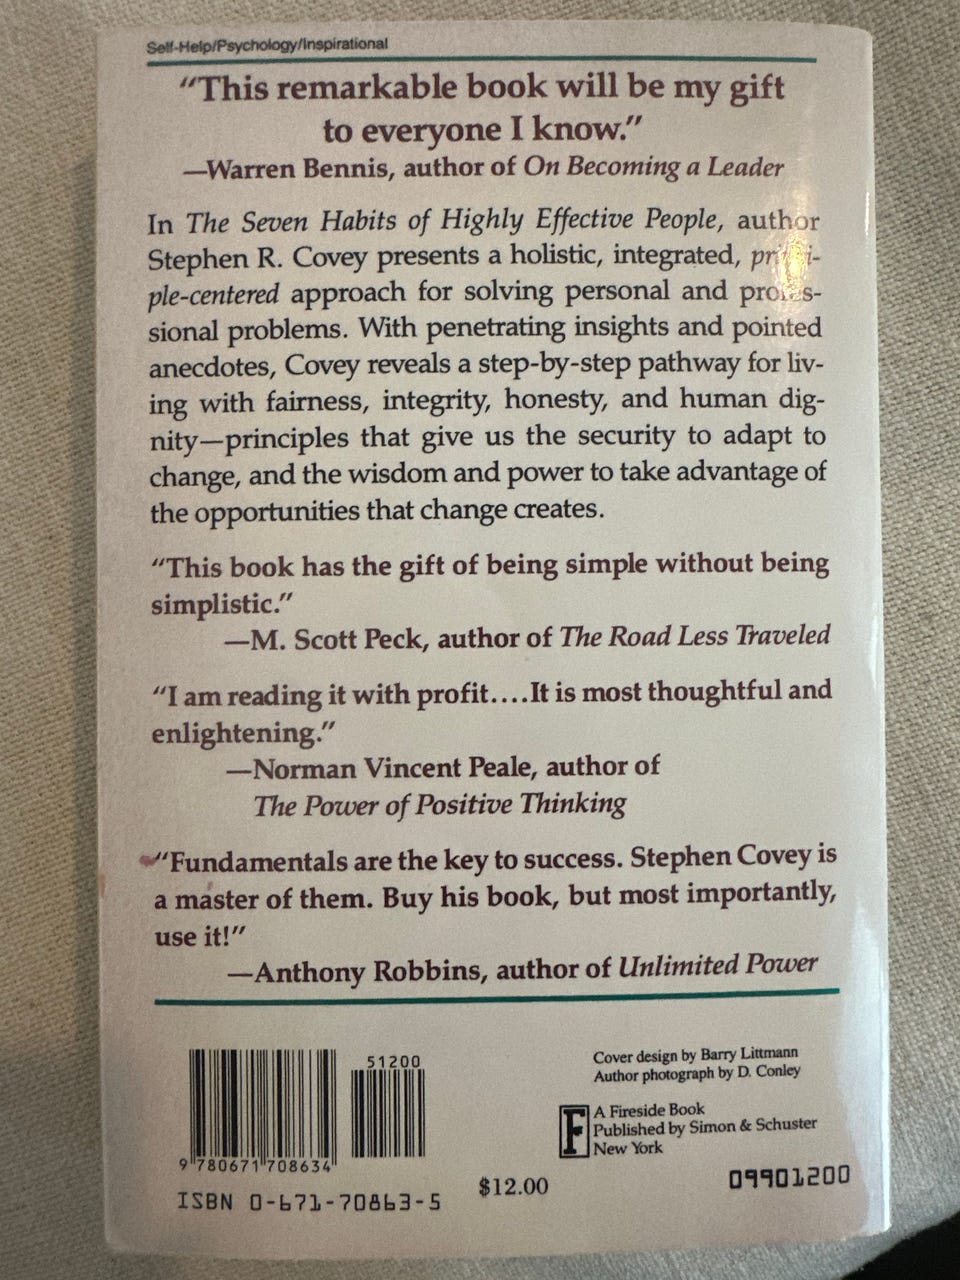 Self-Help/Psychology/Inspirational
“This remarkable book will be my gift
to everyone I know.”
—Warren Bennis, author of On Becoming a Leader
In The Seven Habits of Highly Effective People, author
Stephen R. Covey presents a holistic, integrated, princi-
ple-centered approach for solving personal and profes-
sional problems. With penetrating insights and pointed
anecdotes, Covey reveals a step-by-step pathway for liv-
ing with fairness, integrity, honesty, and human dig-
nity—principles that give us the security to adapt to
change, and the wisdom and power to take advantage of
the opportunities that change creates.
“This book has the gift of being simple without being
simplistic.”
—M. Scott Peck, author of The Road Less Traveled
“I am reading it with profit....It is most thoughtful and
enlightening.”
—Norman Vincent Peale, author of
The Power of Positive Thinking
“Fundamentals are the key to success. Stephen Covey is
a master of them. Buy his book, but most importantly,
use it!”
—Anthony Robbins, author of Unlimited Power
51200
9 780671 708634
ISBN 0-671-70863-5
$12.00
Cover design by Barry Littmann
Author photograph by D. Conley
F
A Fireside Book
Published by Simon & Schuster
New York
09901200